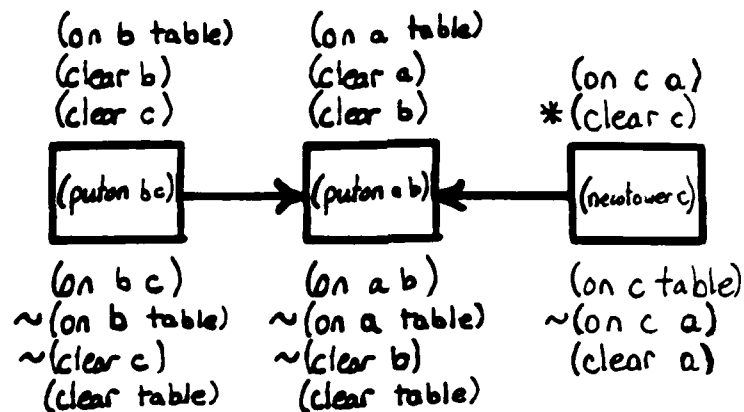 (on b table)
(clear b)
(clear c)
(on a table)
(clear a)
(clear b)
(on c a)
*(clear c)
(puton bc)
(puton a b)
(newtower c)
(on b c)
~(on b table)
~(clear c)
(clear table)
(on a b)
~(on a table)
~(clear b)
(clear table)
(on c table)
~(on c a)
(clear a)